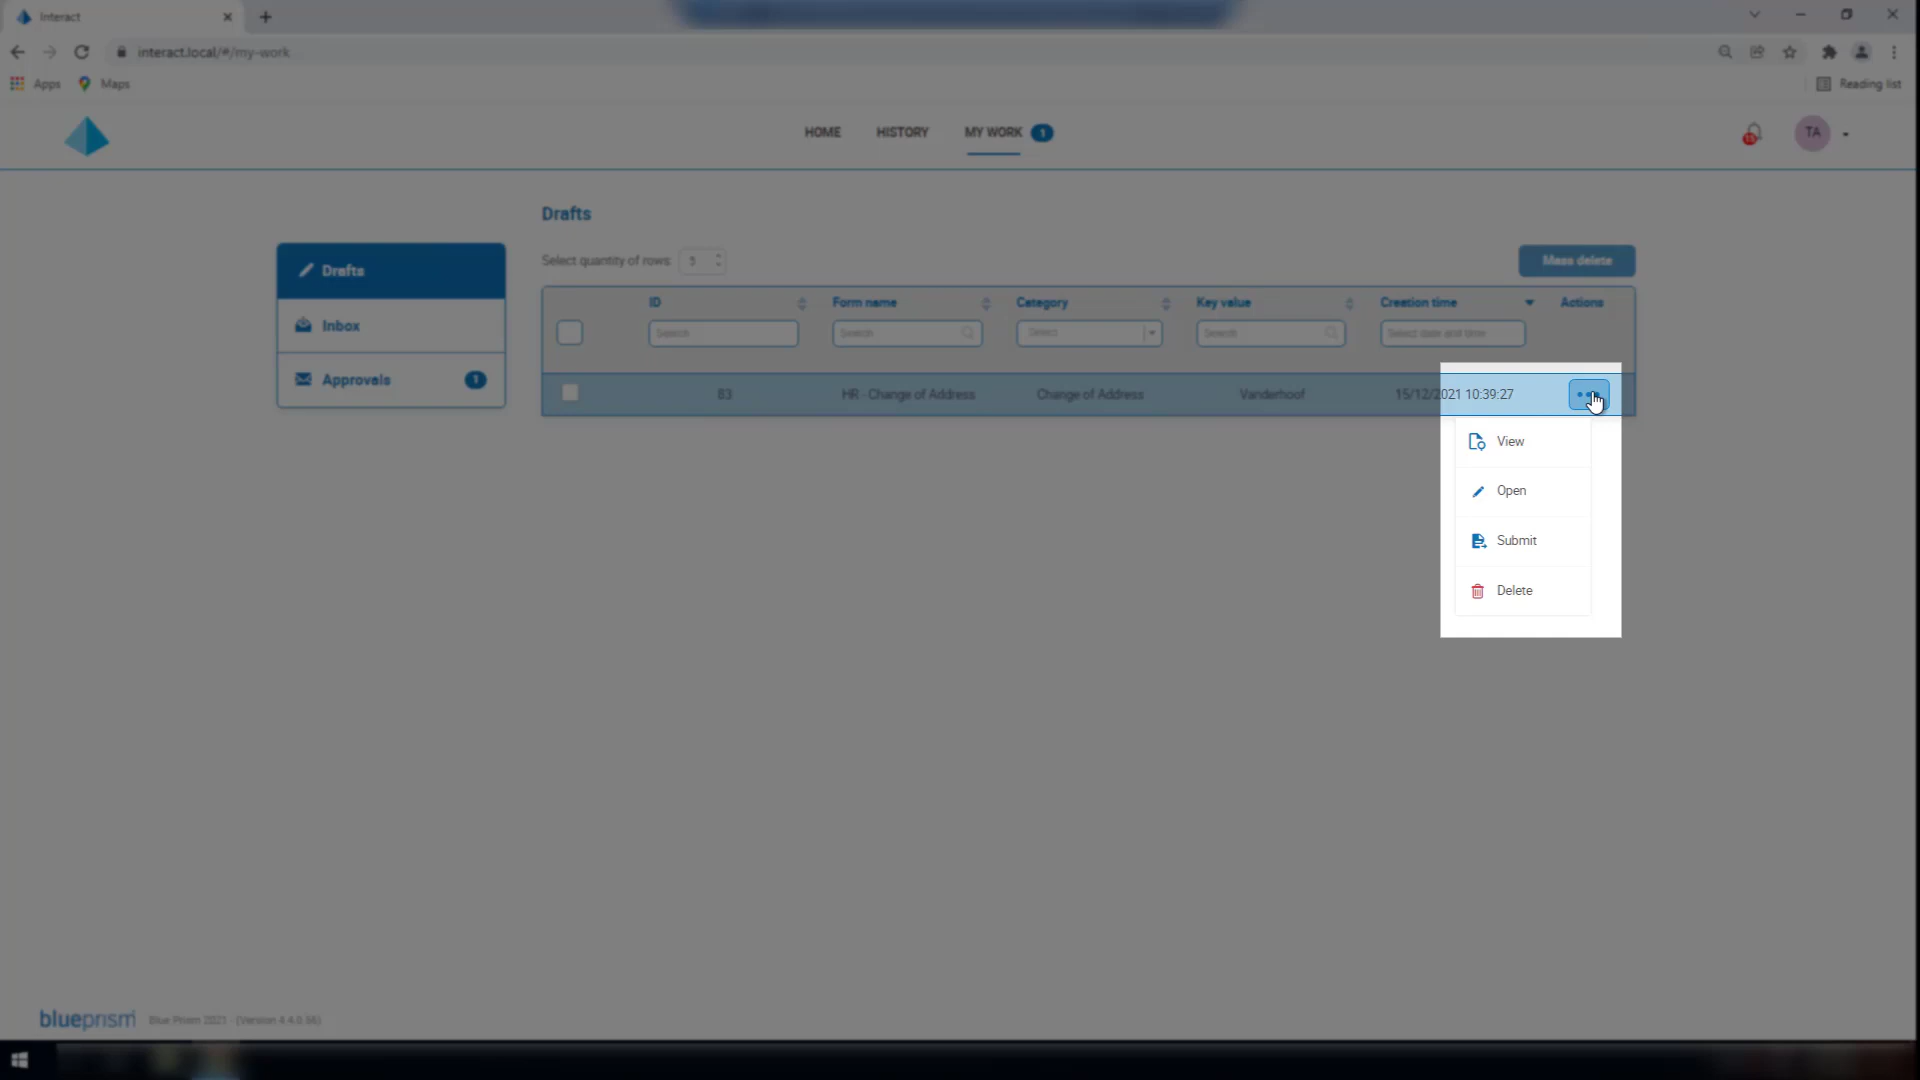 Interact
interact.local/#/my-work
Apps Maps Reading list
HOME HISTORY MY WORK 1
15 TA
Drafts
Select quantity of rows 5 Mass delete
Drafts
Inbox
Approvals 1
ID Form name Category Key value Creation time Actions
Search Search Select Search Select date and time
83 HR - Change of Address Change of Address Vanderhoof 15/12/2021 10:39:27
View
Open
Submit
Delete
blueprism Blue Prism 2021 - (Version 4.4.0.56)